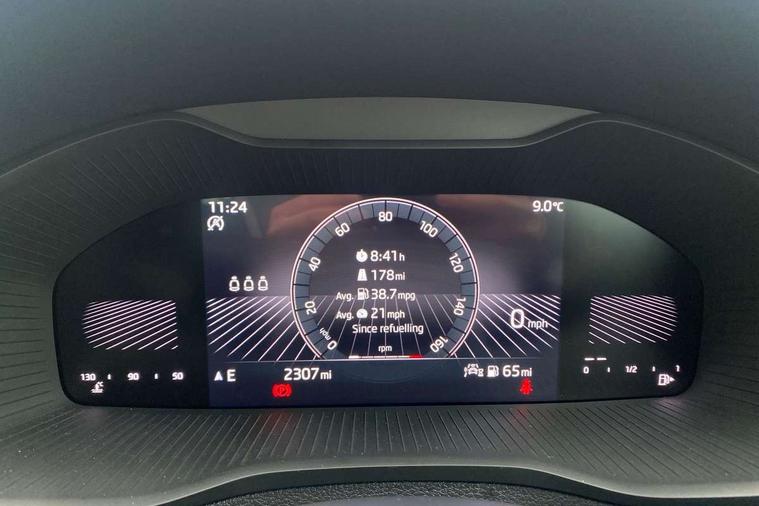 11:24
9.0°C
0
20
40
60
80
100
120
140
160
mph
8:41 h
178 mi
Avg. 38.7 mpg
Avg. 21 mph
Since refuelling
rpm
0 mph
130 90 50
E
2307 mi
65 mi
0 1/2 1
(P)